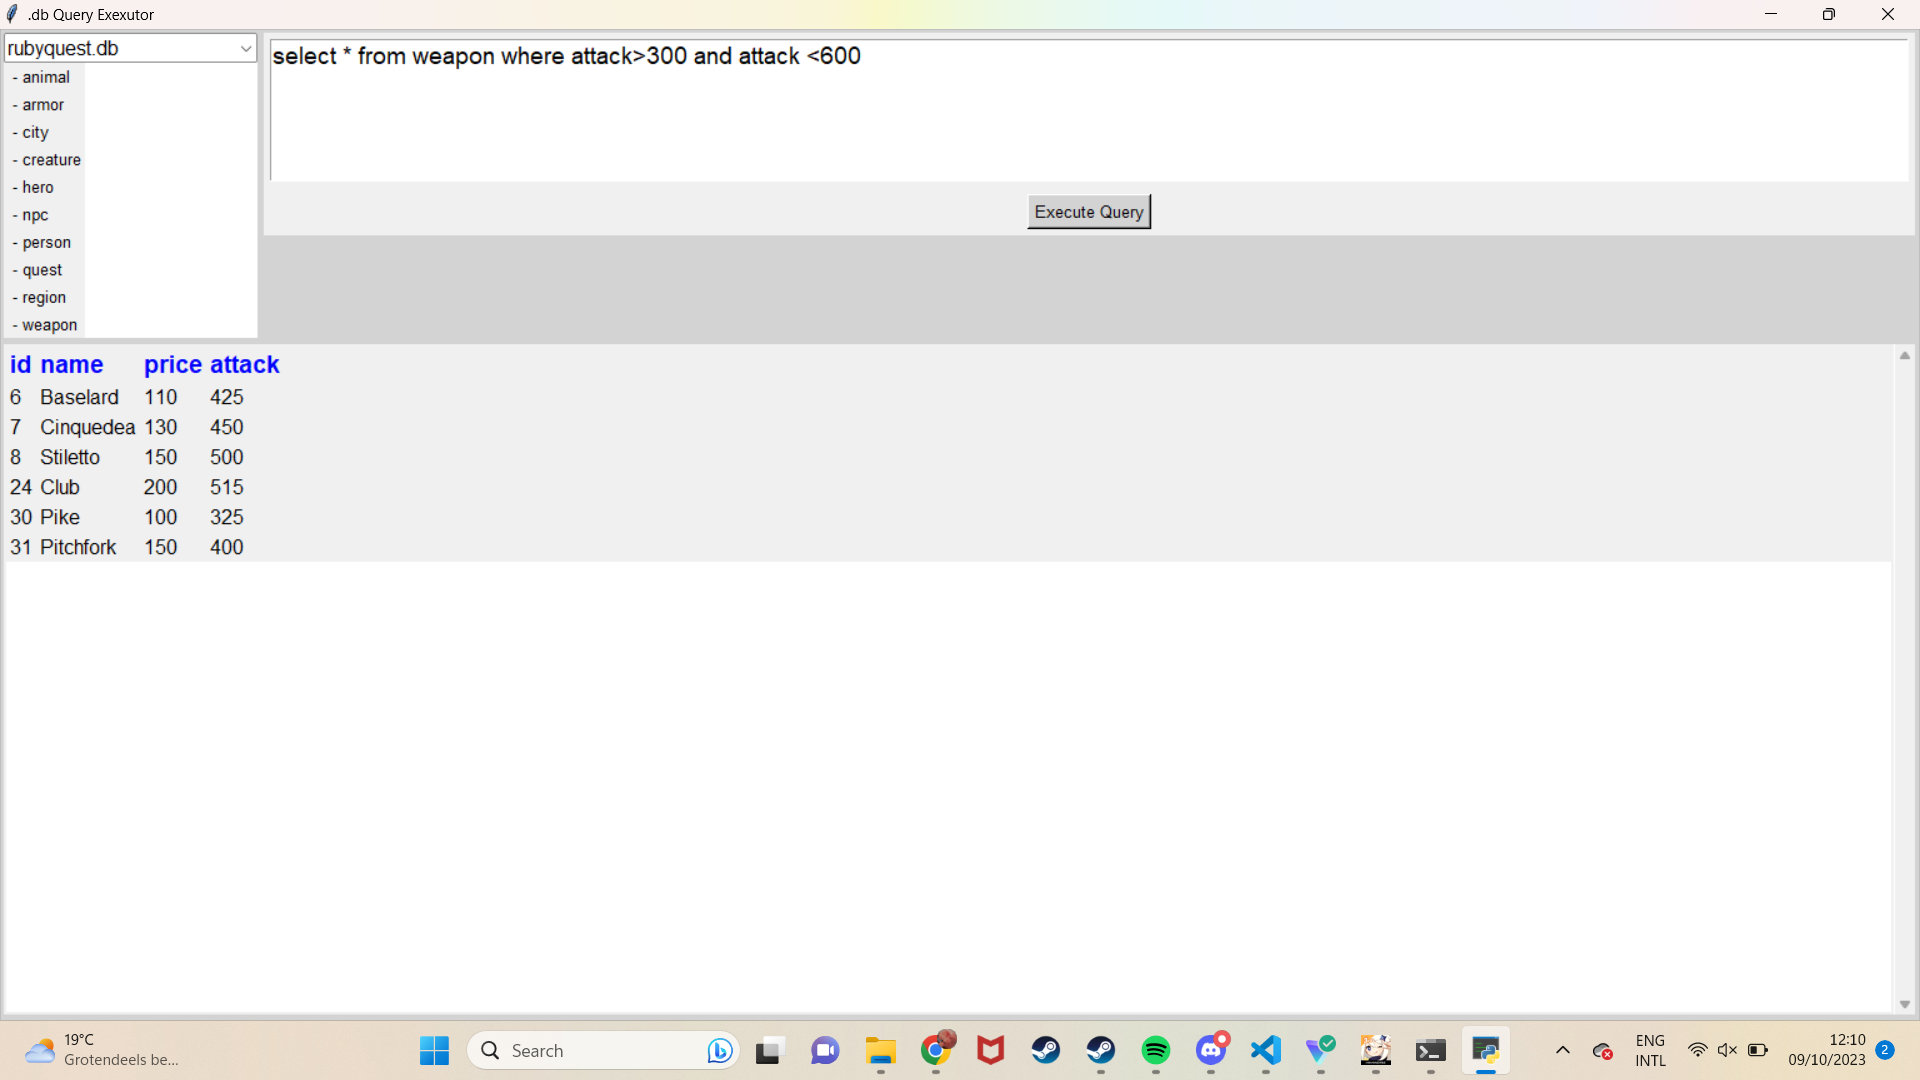 .db Query Exexutor
rubyquest.db
- animal
- armor
- city
- creature
- hero
- npc
- person
- quest
- region
- weapon
select * from weapon where attack>300 and attack <600
Execute Query
id name price attack
6 Baselard 110 425
7 Cinquedea 130 450
8 Stiletto 150 500
24 Club 200 515
30 Pike 100 325
31 Pitchfork 150 400
19°C
Grotendeels be...
Search
ENG
INTL
12:10
09/10/2023
2